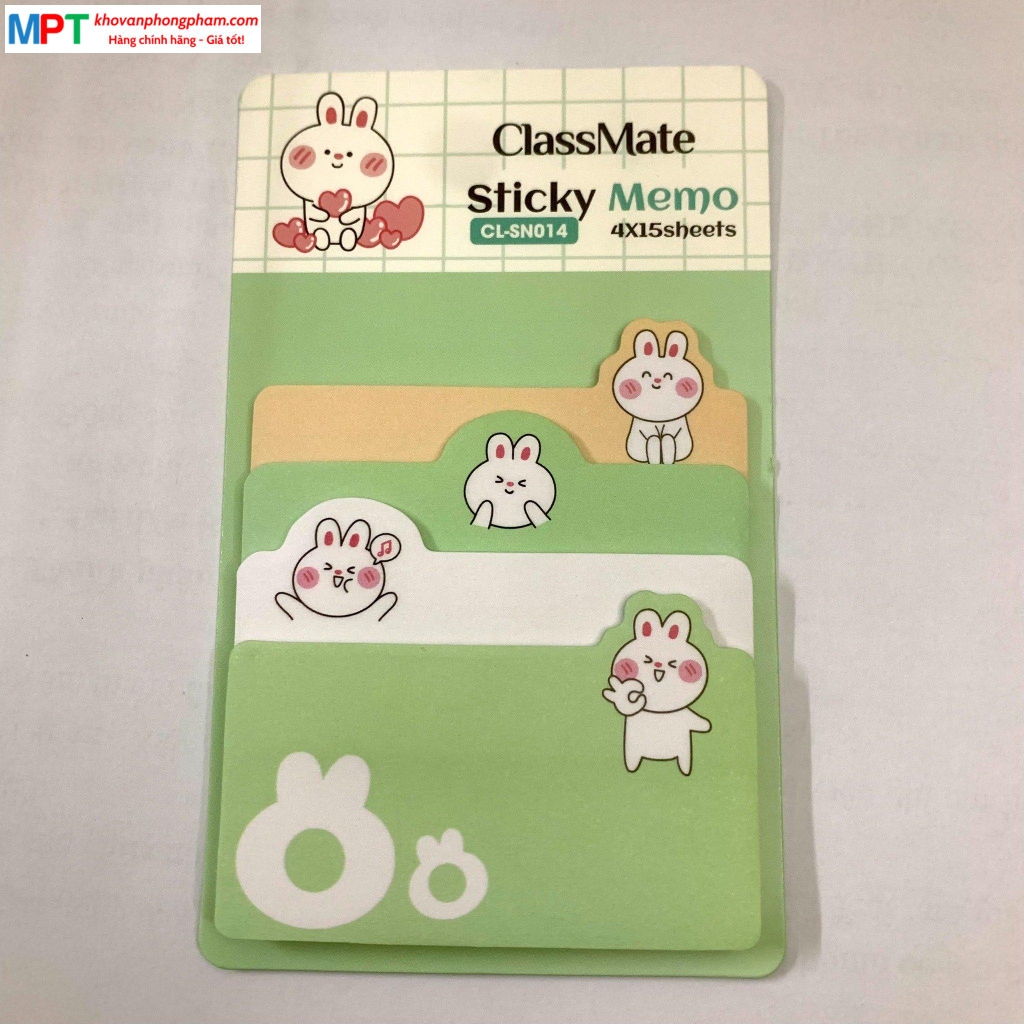 MPT khovanphongpham.com
Hàng chính hãng - Giá tốt!
ClassMate
Sticky Memo
CL-SN014 4X15sheets